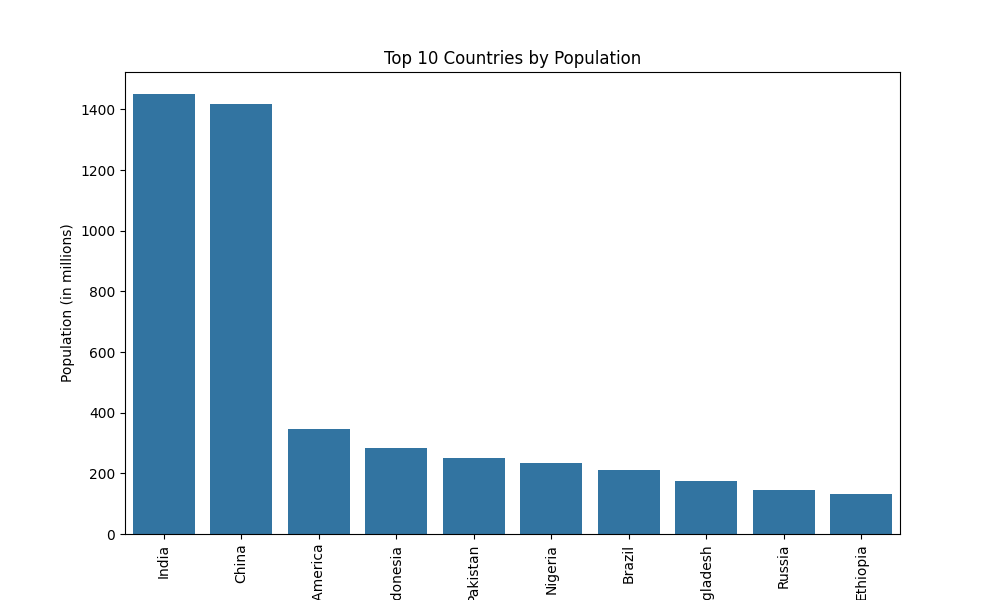 Top 10 Countries by Population
Population (in millions)
1400
1200
1000
800
600
400
200
0
India
China
America
donesia
Pakistan
Nigeria
Brazil
gladesh
Russia
Ethiopia